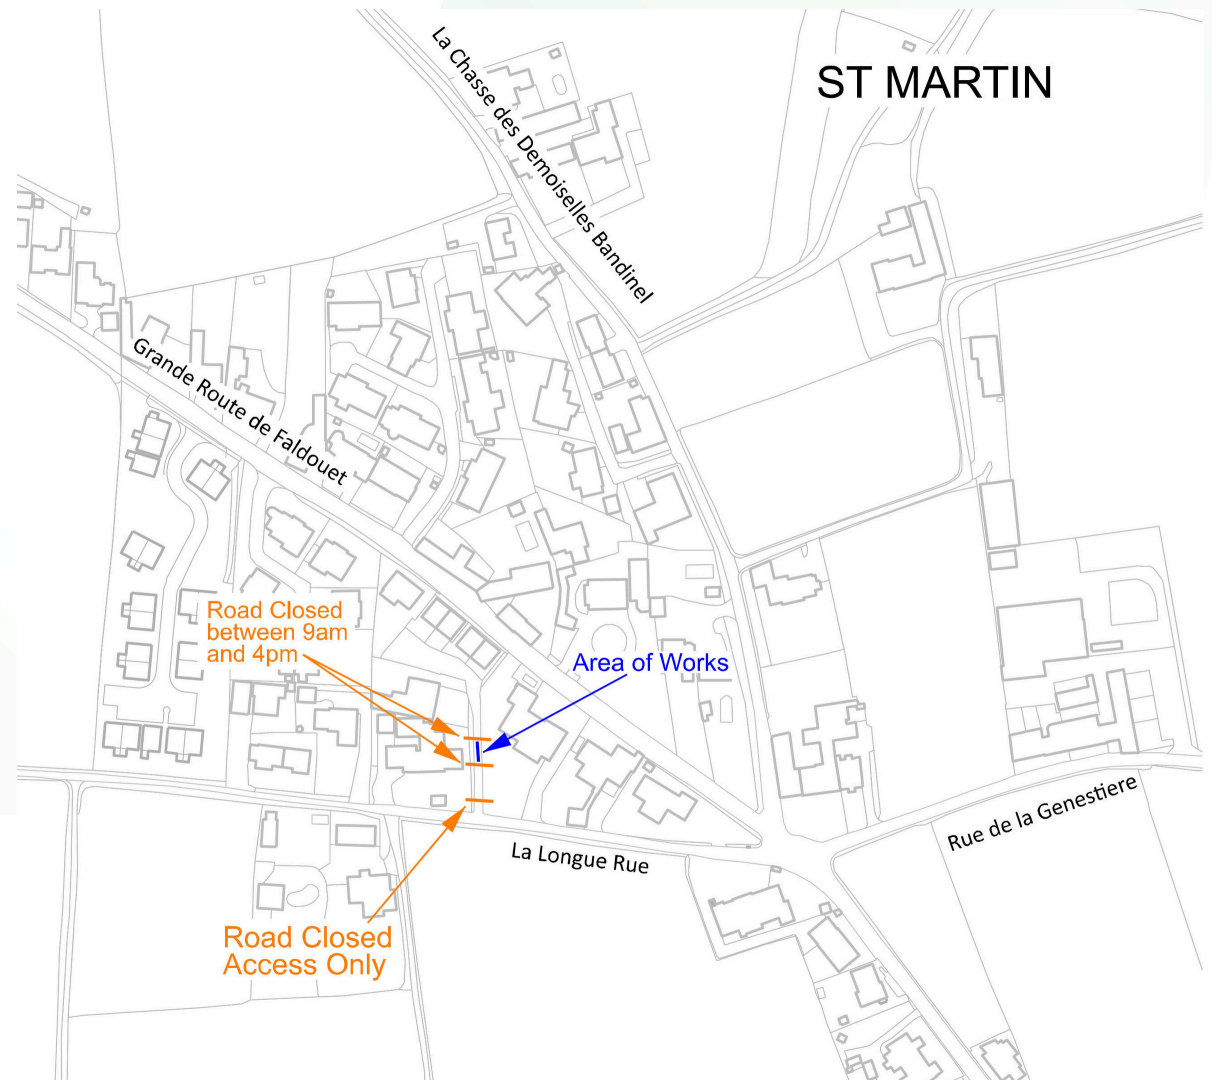 ST MARTIN
La Chasse des Demoiselles Bandinel
Grande Route de Faldouet
Road Closed
between 9am
and 4pm
Area of Works
Rue de la Genestiere
La Longue Rue
Road Closed
Access Only